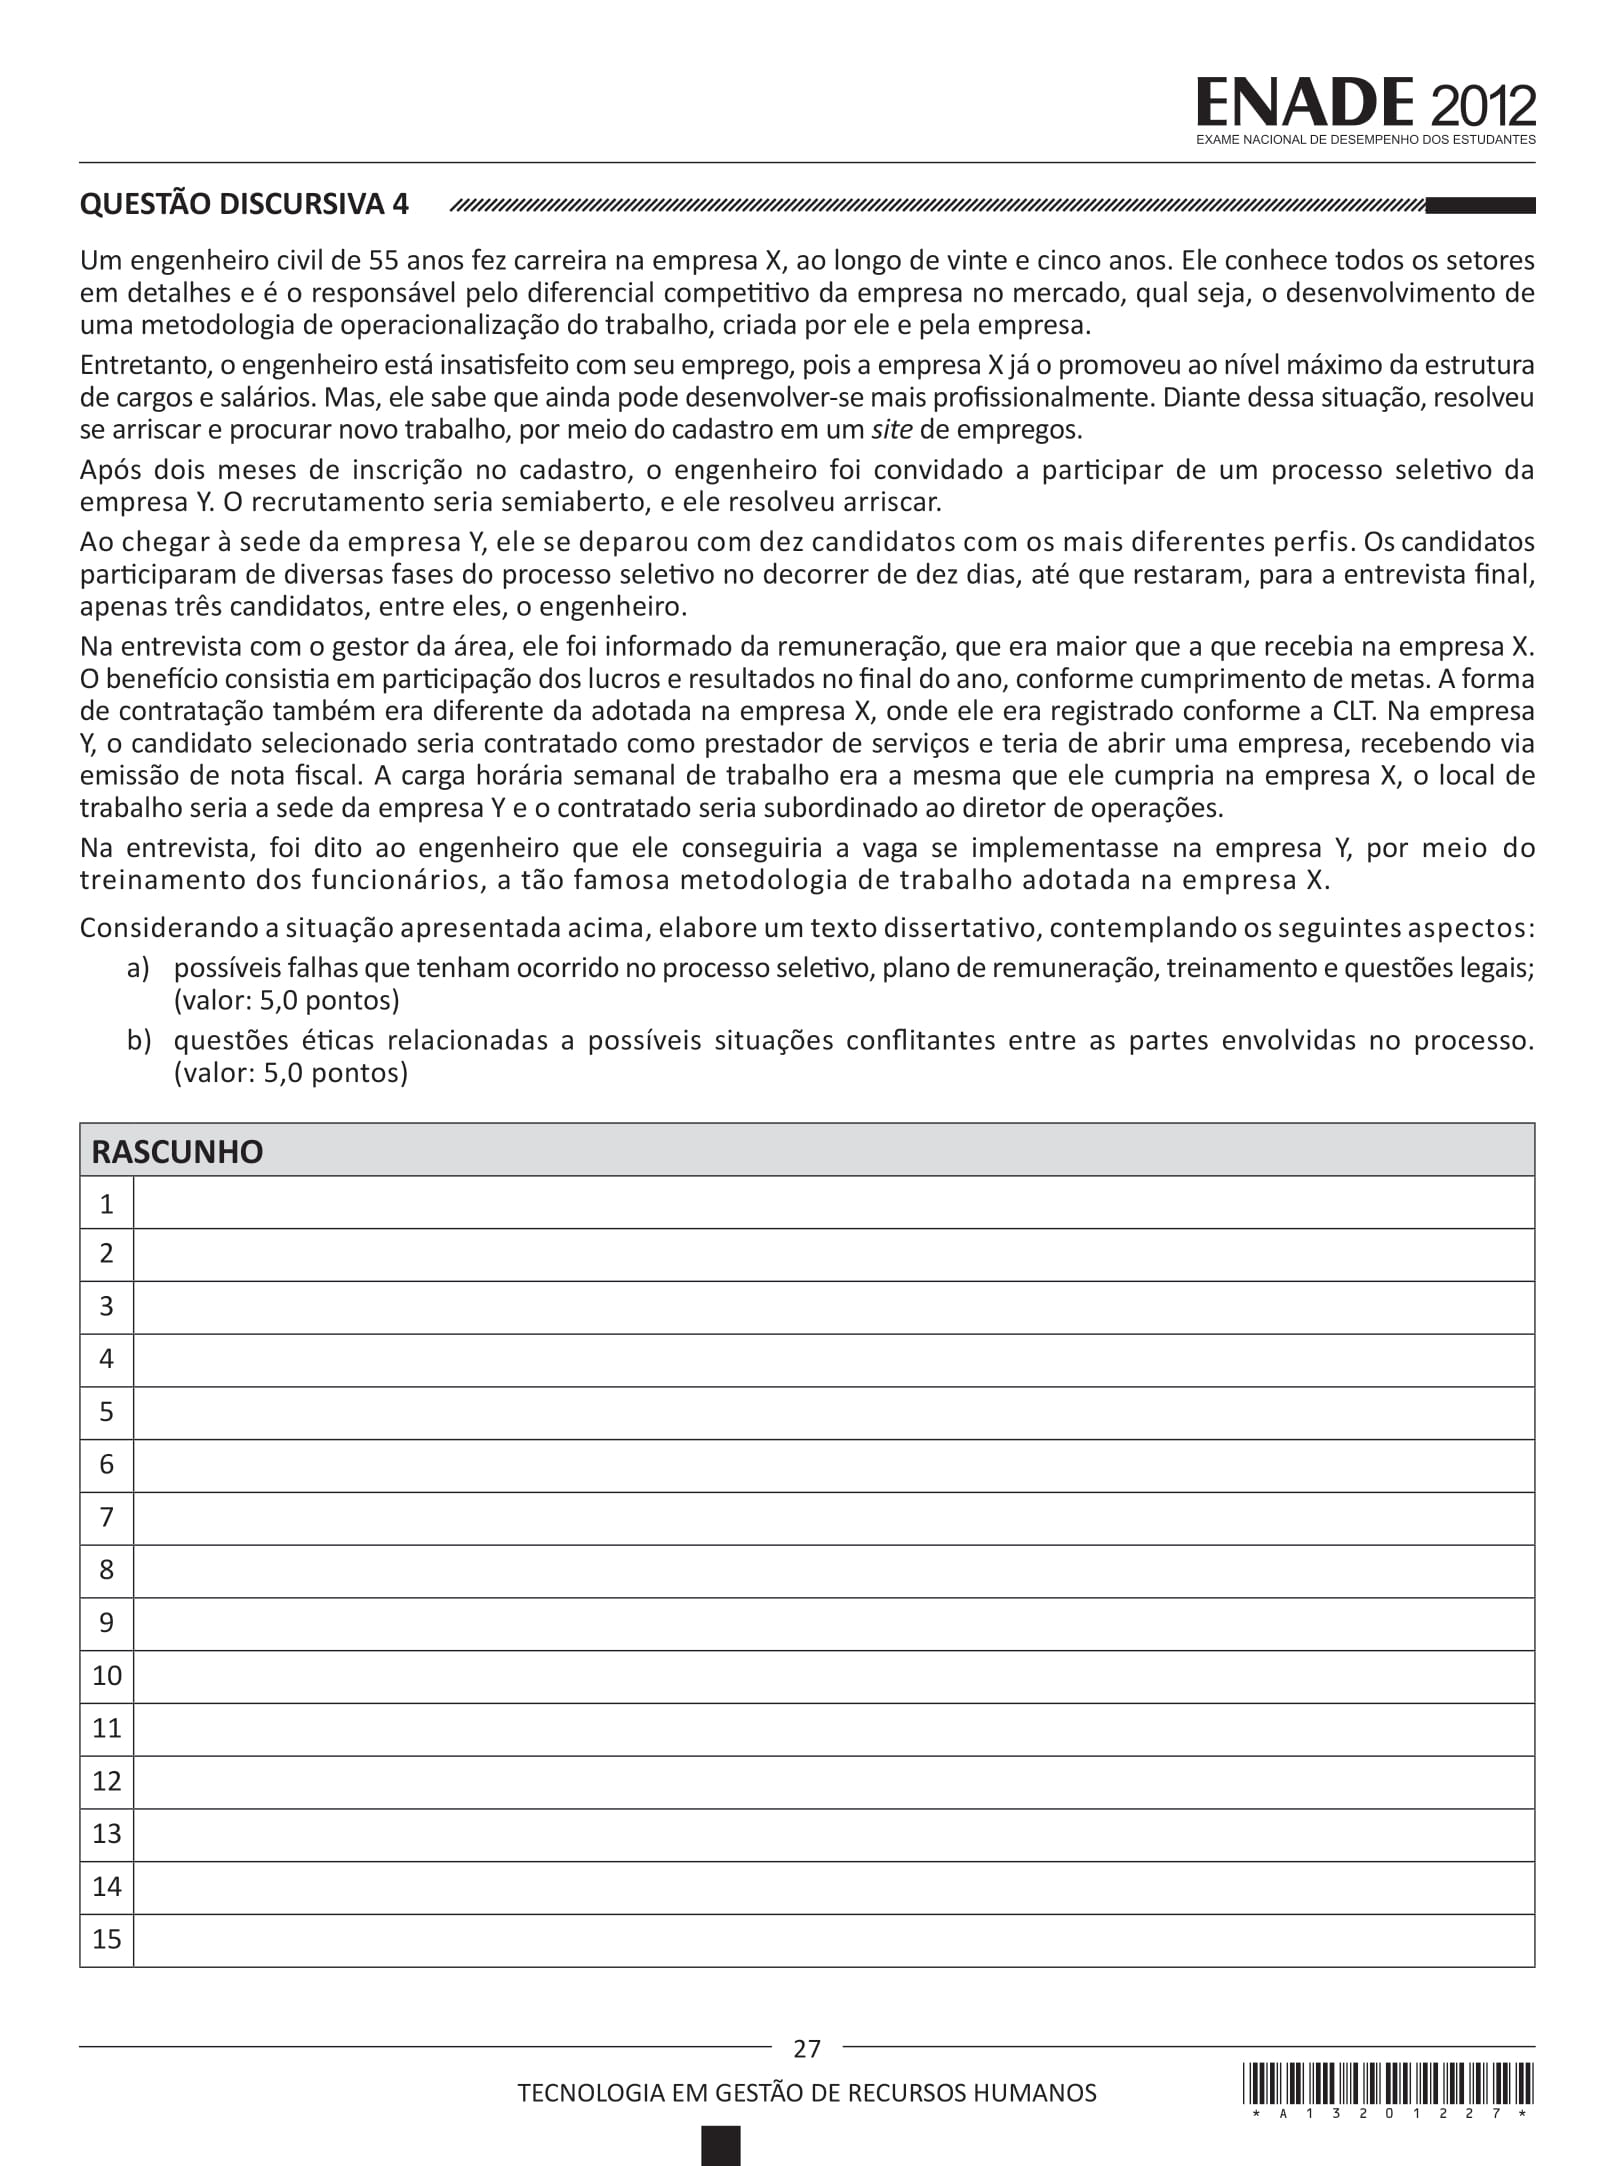 ENADE 2012
EXAME NACIONAL DE DESEMPENHO DOS ESTUDANTES
QUESTÃO DISCURSIVA 4
Um engenheiro civil de 55 anos fez carreira na empresa X, ao longo de vinte e cinco anos. Ele conhece todos os setores
em detalhes e é o responsável pelo diferencial competitivo da empresa no mercado, qual seja, o desenvolvimento de
uma metodologia de operacionalização do trabalho, criada por ele e pela empresa.
Entretanto, o engenheiro está insatisfeito com seu emprego, pois a empresa X já o promoveu ao nível máximo da estrutura
de cargos e salários. Mas, ele sabe que ainda pode desenvolver-se mais profissionalmente. Diante dessa situação, resolveu
se arriscar e procurar novo trabalho, por meio do cadastro em um site de empregos.
Após dois meses de inscrição no cadastro, o engenheiro foi convidado a participar de um processo seletivo da
empresa Y. O recrutamento seria semiaberto, e ele resolveu arriscar.
Ao chegar à sede da empresa Y, ele se deparou com dez candidatos com os mais diferentes perfis. Os candidatos
participaram de diversas fases do processo seletivo no decorrer de dez dias, até que restaram, para a entrevista final,
apenas três candidatos, entre eles, o engenheiro.
Na entrevista com o gestor da área, ele foi informado da remuneração, que era maior que a que recebia na empresa X.
O benefício consistia em participação dos lucros e resultados no final do ano, conforme cumprimento de metas. A forma
de contratação também era diferente da adotada na empresa X, onde ele era registrado conforme a CLT. Na empresa
Y, o candidato selecionado seria contratado como prestador de serviços e teria de abrir uma empresa, recebendo via
emissão de nota fiscal. A carga horária semanal de trabalho era a mesma que ele cumpria na empresa X, o local de
trabalho seria a sede da empresa Y e o contratado seria subordinado ao diretor de operações.
Na entrevista, foi dito ao engenheiro que ele conseguiria a vaga se implementasse na empresa Y, por meio do
treinamento dos funcionários, a tão famosa metodologia de trabalho adotada na empresa X.
Considerando a situação apresentada acima, elabore um texto dissertativo, contemplando os seguintes aspectos:
a) possíveis falhas que tenham ocorrido no processo seletivo, plano de remuneração, treinamento e questões legais;
(valor: 5,0 pontos)
b) questões éticas relacionadas a possíveis situações conflitantes entre as partes envolvidas no processo.
(valor: 5,0 pontos)
RASCUNHO
1
2
3
4
5
6
7
8
9
10
11
12
13
14
15
27
TECNOLOGIA EM GESTÃO DE RECURSOS HUMANOS
* A 1 3 2 0 1 2 2 7 *